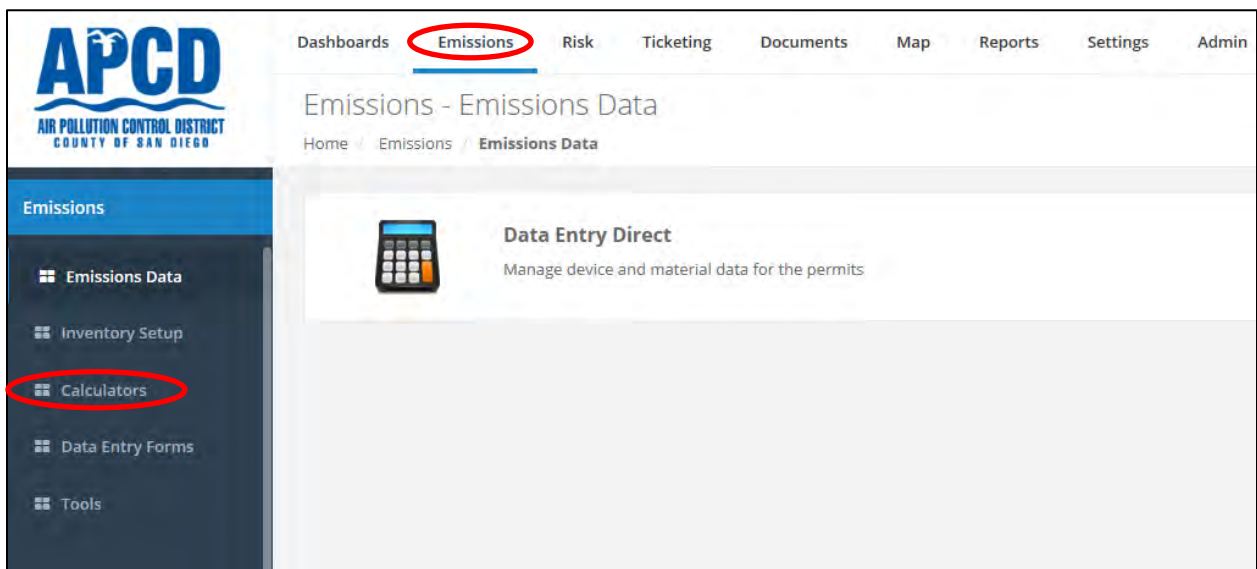 APCD
AIR POLLUTION CONTROL DISTRICT
COUNTY OF SAN DIEGO
Dashboards Emissions Risk Ticketing Documents Map Reports Settings Admin
Emissions - Emissions Data
Home / Emissions / Emissions Data
Emissions
Emissions Data
Inventory Setup
Calculators
Data Entry Forms
Tools
Data Entry Direct
Manage device and material data for the permits